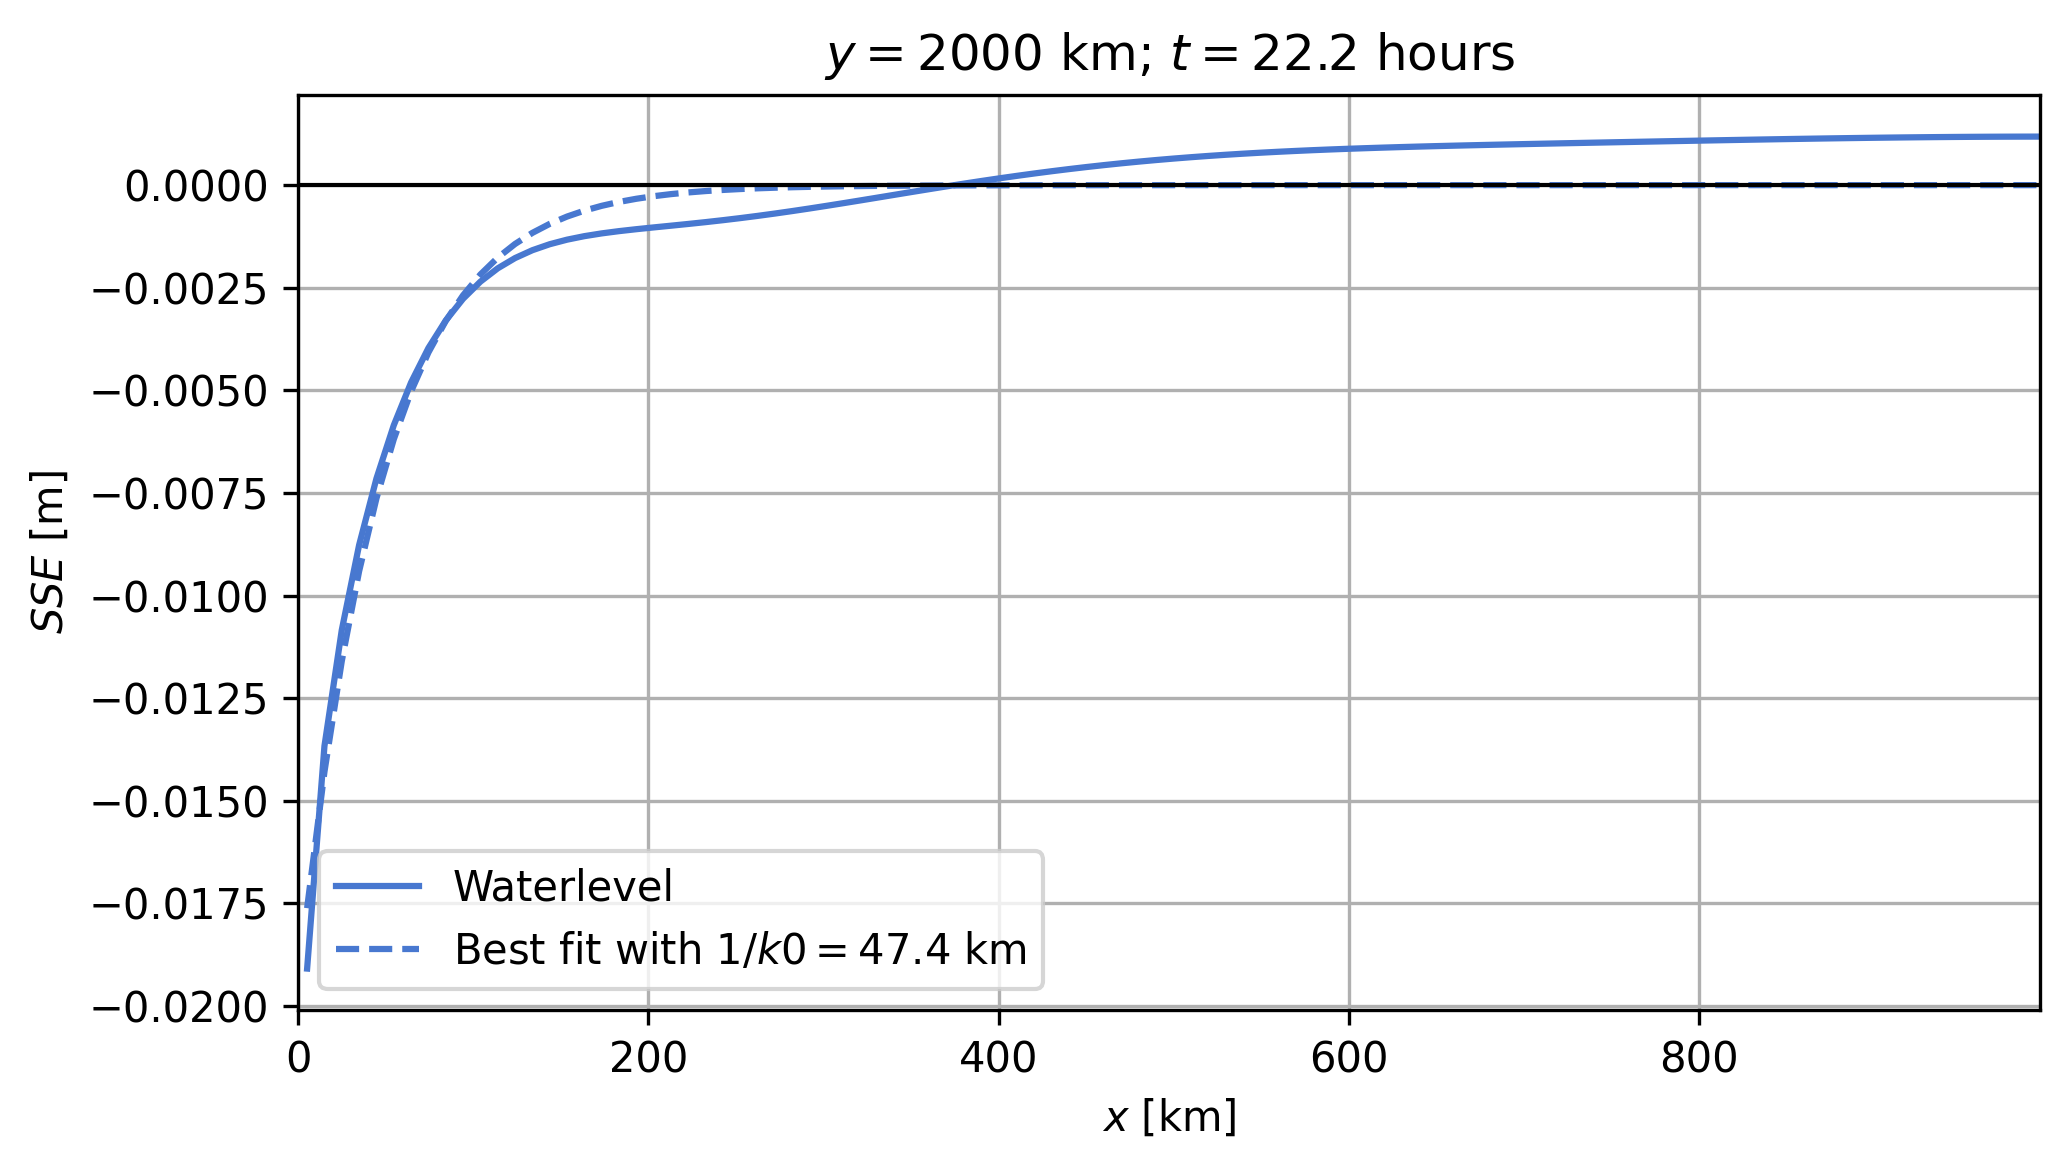 y = 2000 km; t = 22.2 hours
0.0000
−0.0025
−0.0050
−0.0075
−0.0100
−0.0125
−0.0150
−0.0175
−0.0200
SSE [m]
Waterlevel
Best fit with 1/k0 = 47.4 km
0 200 400 600 800
x [km]